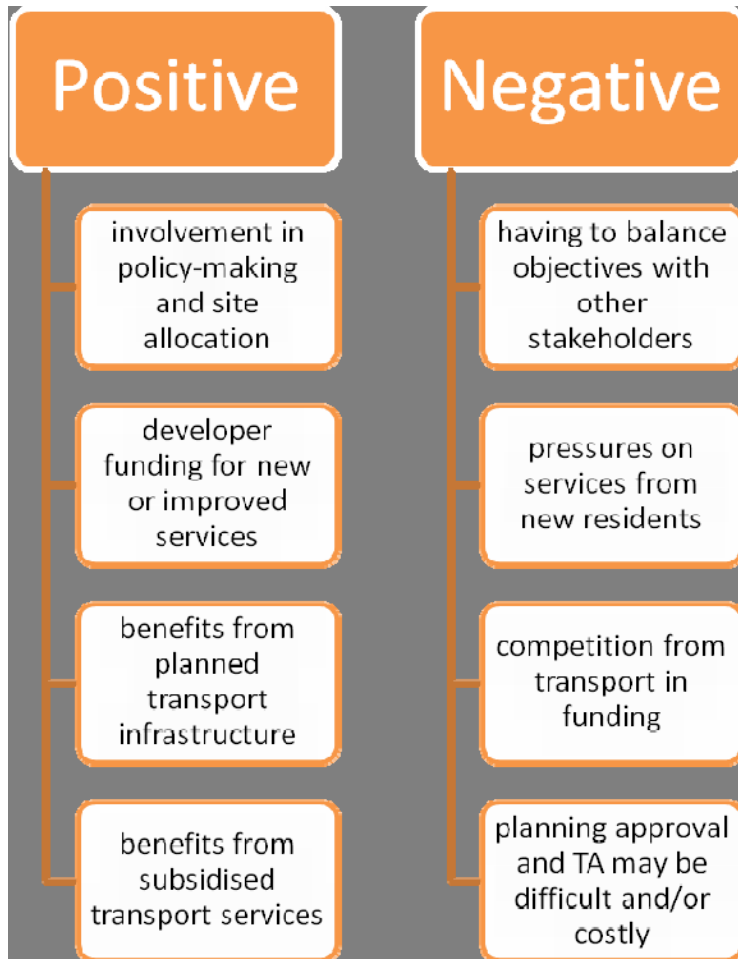 Positive
involvement in
policy-making
and site
allocation
developer
funding for new
or improved
services
benefits from
planned
transport
infrastructure
benefits from
subsidised
transport services
Negative
having to balance
objectives with
other
stakeholders
pressures on
services from
new residents
competition from
transport in
funding
planning approval
and TA may be
difficult and/or
costly